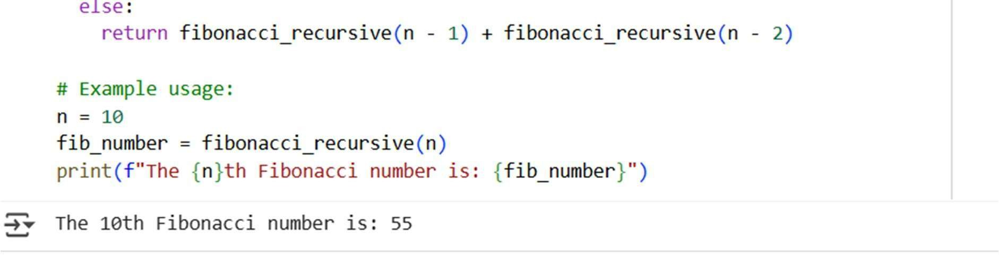 else:
return fibonacci_recursive(n - 1) + fibonacci_recursive(n - 2)
# Example usage:
n = 10
fib_number = fibonacci_recursive(n)
print(f"The {n}th Fibonacci number is: {fib_number}")
The 10th Fibonacci number is: 55